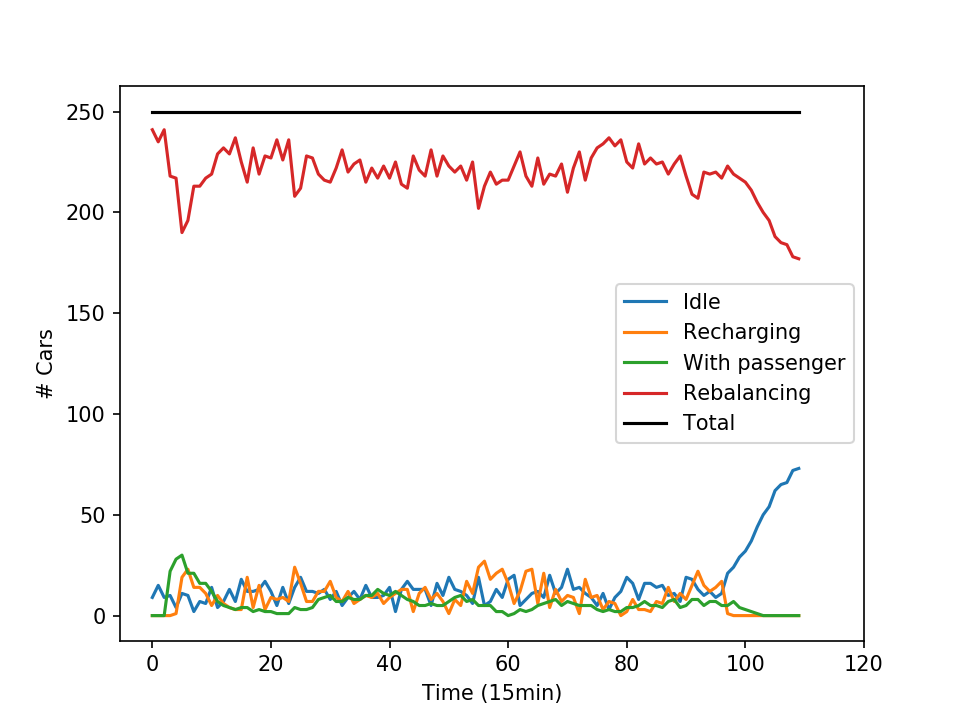 250
200
150
100
50
0
# Cars
Idle
Recharging
With passenger
Rebalancing
Total
0 20 40 60 80 100 120
Time (15min)